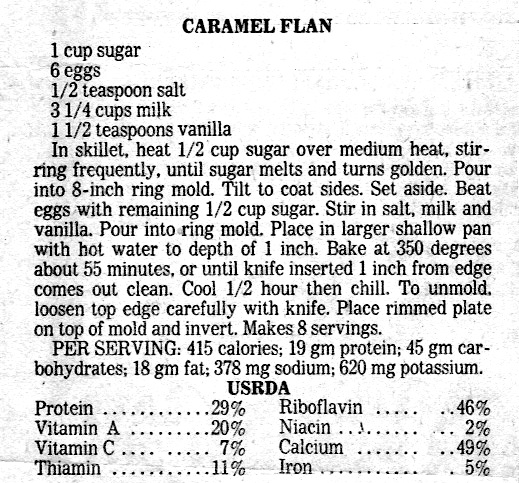 CARAMEL FLAN
1 cup sugar
6 eggs
1/2 teaspoon salt
3 1/4 cups milk
1 1/2 teaspoons vanilla
In skillet, heat 1/2 cup sugar over medium heat, stir-
ring frequently, until sugar melts and turns golden. Pour
into 8-inch ring mold. Tilt to coat sides. Set aside. Beat
eggs with remaining 1/2 cup sugar. Stir in salt, milk and
vanilla. Pour into ring mold. Place in larger shallow pan
with hot water to depth of 1 inch. Bake at 350 degrees
about 55 minutes, or until knife inserted 1 inch from edge
comes out clean. Cool 1/2 hour then chill. To unmold,
loosen top edge carefully with knife. Place rimmed plate
on top of mold and invert. Makes 8 servings.
PER SERVING: 415 calories; 19 gm protein; 45 gm car-
bohydrates; 18 gm fat; 378 mg sodium; 620 mg potassium.
USRDA
Protein ............29% Riboflavin ..... ..46%
Vitamin A ..........20% Niacin ........... 2%
Vitamin C .... ..... 7% Calcium ....... ..49%
Thiamin ............11% Iron .............. 5%